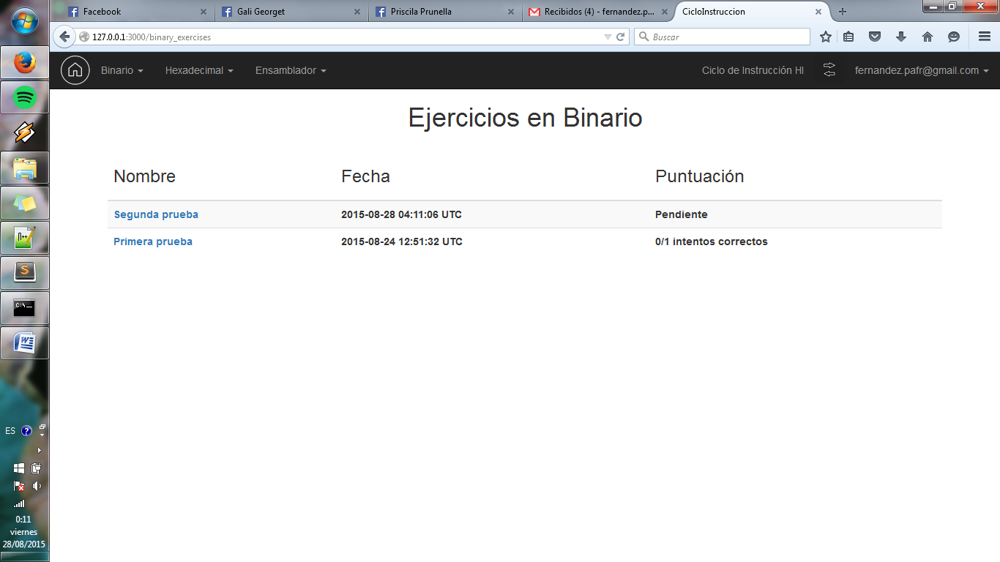 Facebook
Gali Georget
Priscila Prunella
Recibidos (4) - fernandez.p...
CicloInstruccion
127.0.0.1:3000/binary_exercises
Buscar
Binario
Hexadecimal
Ensamblador
Ciclo de Instrucción HI
fernandez.pafr@gmail.com
Ejercicios en Binario
Nombre Fecha Puntuación
Segunda prueba 2015-08-28 04:11:06 UTC Pendiente
Primera prueba 2015-08-24 12:51:32 UTC 0/1 intentos correctos
ES
0:11
viernes
28/08/2015